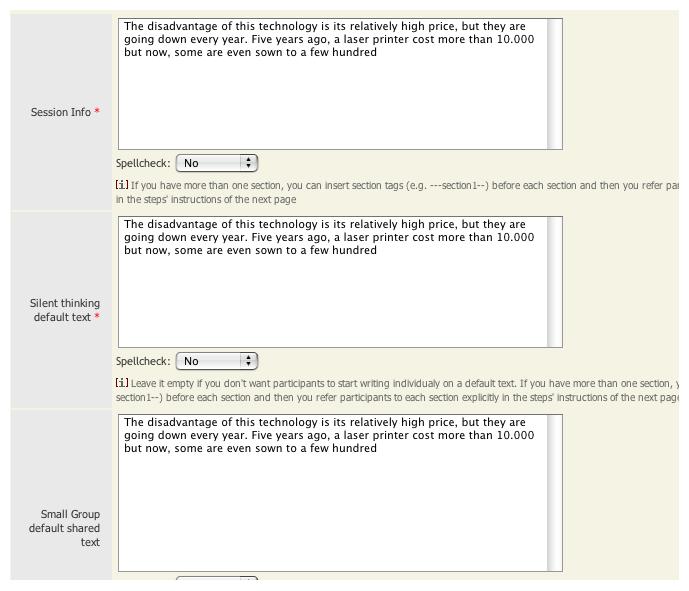 The disadvantage of this technology is its relatively high price, but they are
going down every year. Five years ago, a laser printer cost more than 10.000
but now, some are even sown to a few hundred
Session Info *
Spellcheck: No
[i] If you have more than one section, you can insert section tags (e.g. ---section1--) before each section and then you refer
in the steps' instructions of the next page
The disadvantage of this technology is its relatively high price, but they are
going down every year. Five years ago, a laser printer cost more than 10.000
but now, some are even sown to a few hundred
Silent thinking
default text *
Spellcheck: No
[i] Leave it empty if you don't want participants to start writing individualy on a default text. If you have more than one section,
section1--) before each section and then you refer participants to each section explicitly in the steps' instructions of the next page
The disadvantage of this technology is its relatively high price, but they are
going down every year. Five years ago, a laser printer cost more than 10.000
but now, some are even sown to a few hundred
Small Group
default shared
text